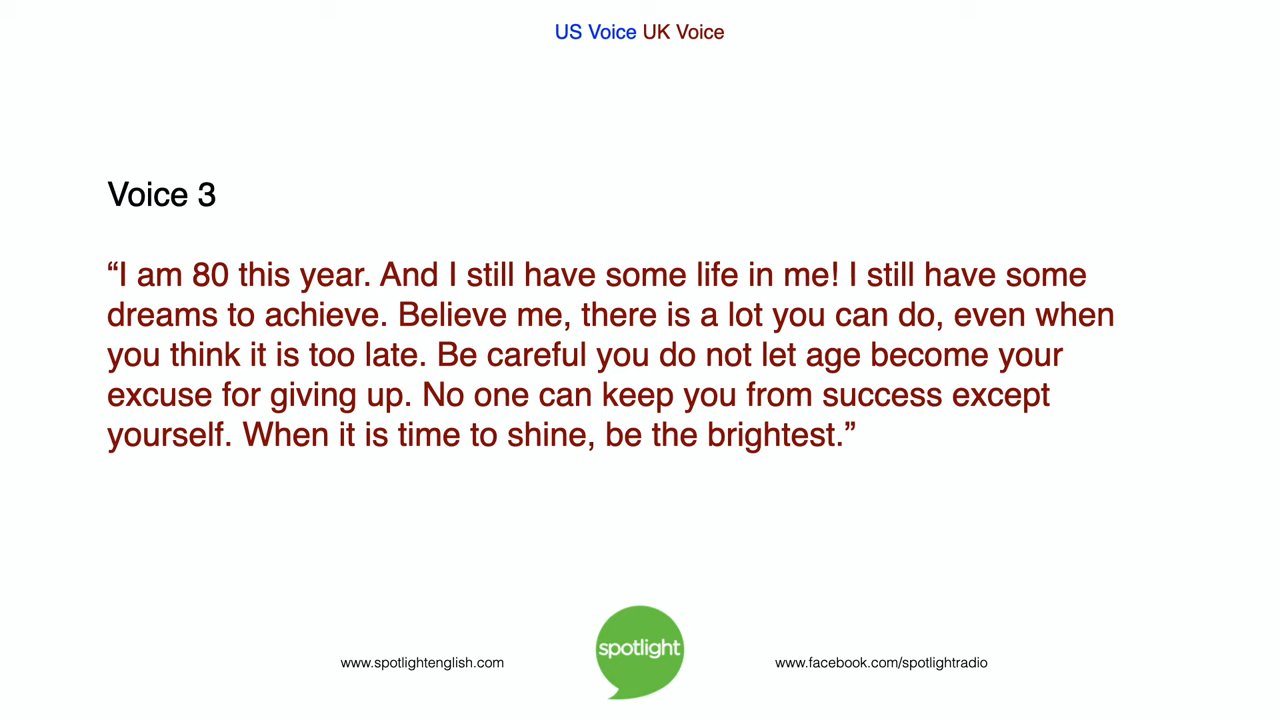 US Voice UK Voice
Voice 3
“I am 80 this year. And I still have some life in me! I still have some
dreams to achieve. Believe me, there is a lot you can do, even when
you think it is too late. Be careful you do not let age become your
excuse for giving up. No one can keep you from success except
yourself. When it is time to shine, be the brightest.”
spotlight
www.spotlightenglish.com
www.facebook.com/spotlightradio